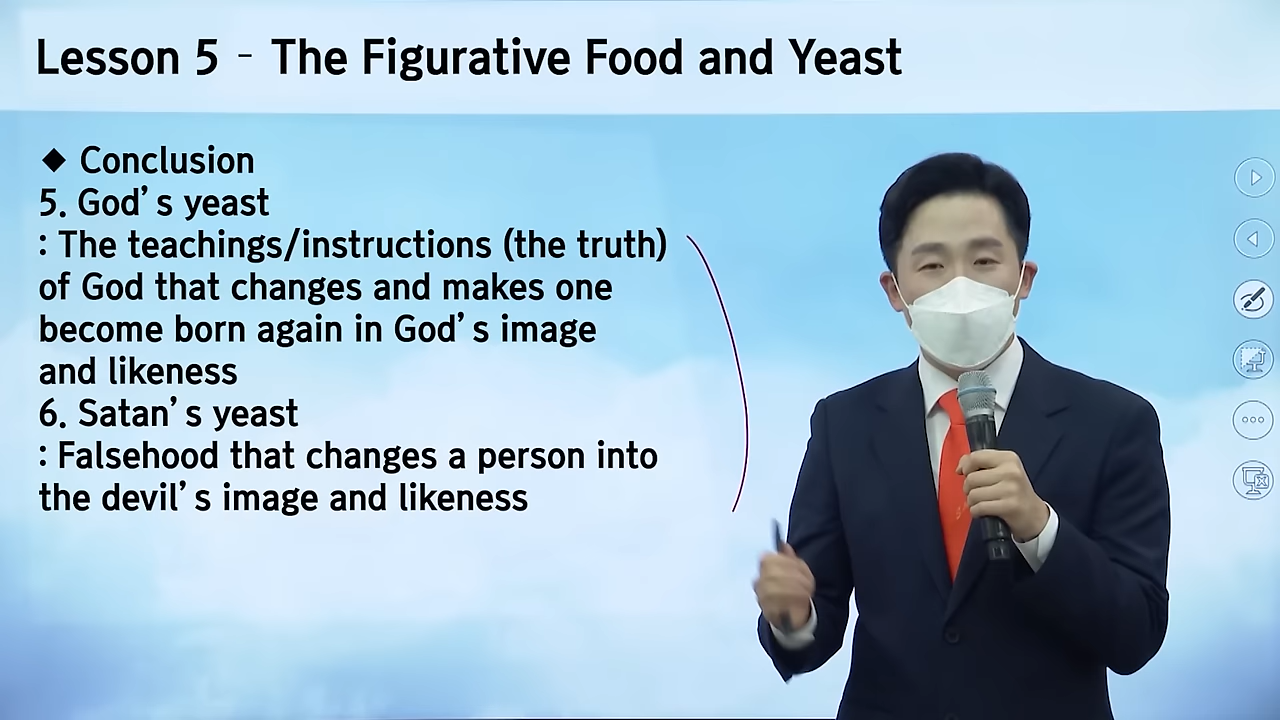 Lesson 5 - The Figurative Food and Yeast
◆ Conclusion
5. God's yeast
: The teachings/instructions (the truth)
of God that changes and makes one
become born again in God's image
and likeness
6. Satan's yeast
: Falsehood that changes a person into
the devil's image and likeness